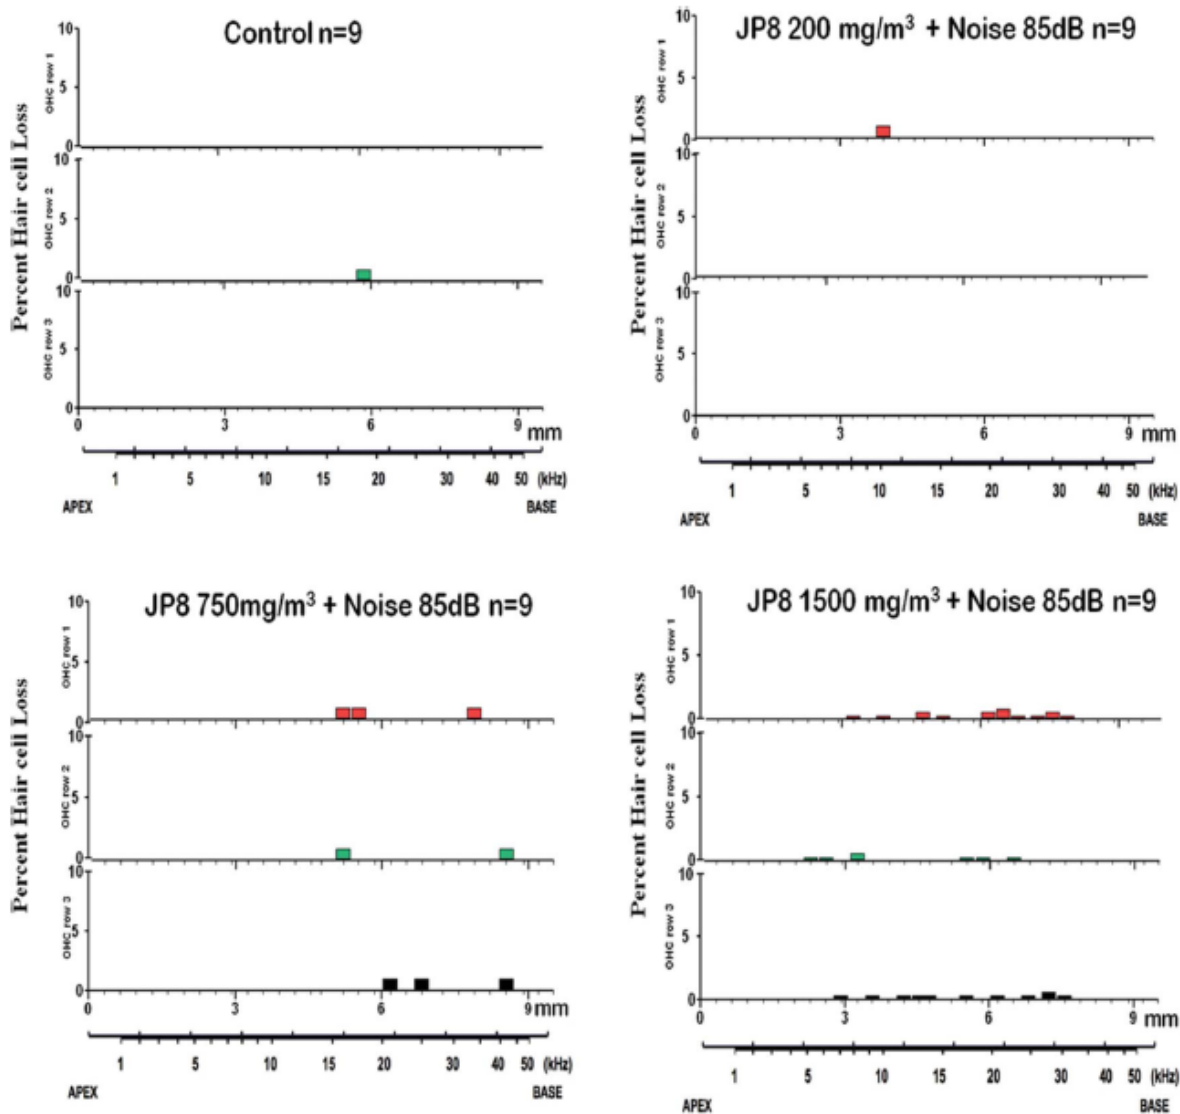 Control n=9
Percent Hair cell Loss
OHC row 1
10
5
0
OHC row 2
10
5
0
OHC row 3
10
5
0
0 3 6 9 mm
1 5 10 15 20 30 40 50 (kHz)
APEX BASE
JP8 200 mg/m³ + Noise 85dB n=9
Percent Hair cell Loss
OHC row 1
10
5
0
OHC row 2
10
5
0
OHC row 3
10
5
0
0 3 6 9 mm
1 5 10 15 20 30 40 50 (kHz)
APEX BASE
JP8 750mg/m³ + Noise 85dB n=9
Percent Hair cell Loss
OHC row 1
10
5
0
OHC row 2
10
5
0
OHC row 3
10
5
0
0 3 6 9 mm
1 5 10 15 20 30 40 50 (kHz)
APEX BASE
JP8 1500 mg/m³ + Noise 85dB n=9
Percent Hair cell Loss
OHC row 1
10
5
0
OHC row 2
10
5
0
OHC row 3
10
5
0
0 3 6 9 mm
1 5 10 15 20 30 40 50 (kHz)
APEX BASE